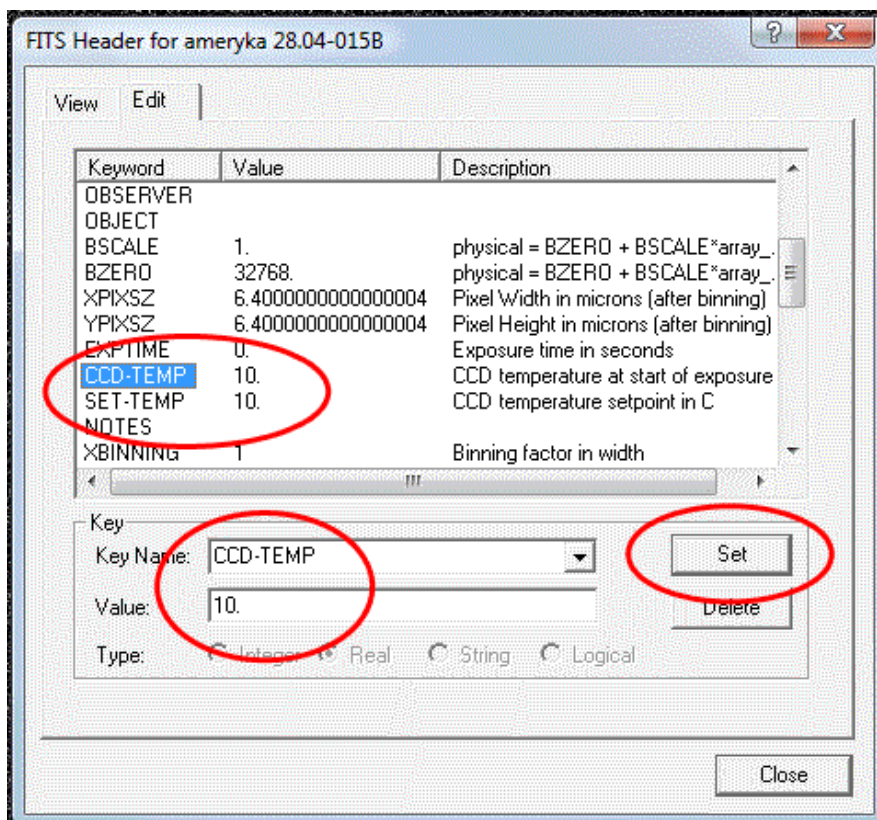 FITS Header for ameryka 28.04-015B
View Edit
Keyword Value Description
OBSERVER
OBJECT
BSCALE 1. physical = BZERO + BSCALE*array_.
BZERO 32768. physical = BZERO + BSCALE*array_.
XPIXSZ 6.4000000000000004 Pixel Width in microns (after binning)
YPIXSZ 6.4000000000000004 Pixel Height in microns (after binning)
EXPTIME 0. Exposure time in seconds
CCD-TEMP 10. CCD temperature at start of exposure
SET-TEMP 10. CCD temperature setpoint in C
NOTES
XBINNING 1 Binning factor in width
Key
Key Name: CCD-TEMP Set
Value: 10. Delete
Type: Integer Real String Logical
Close